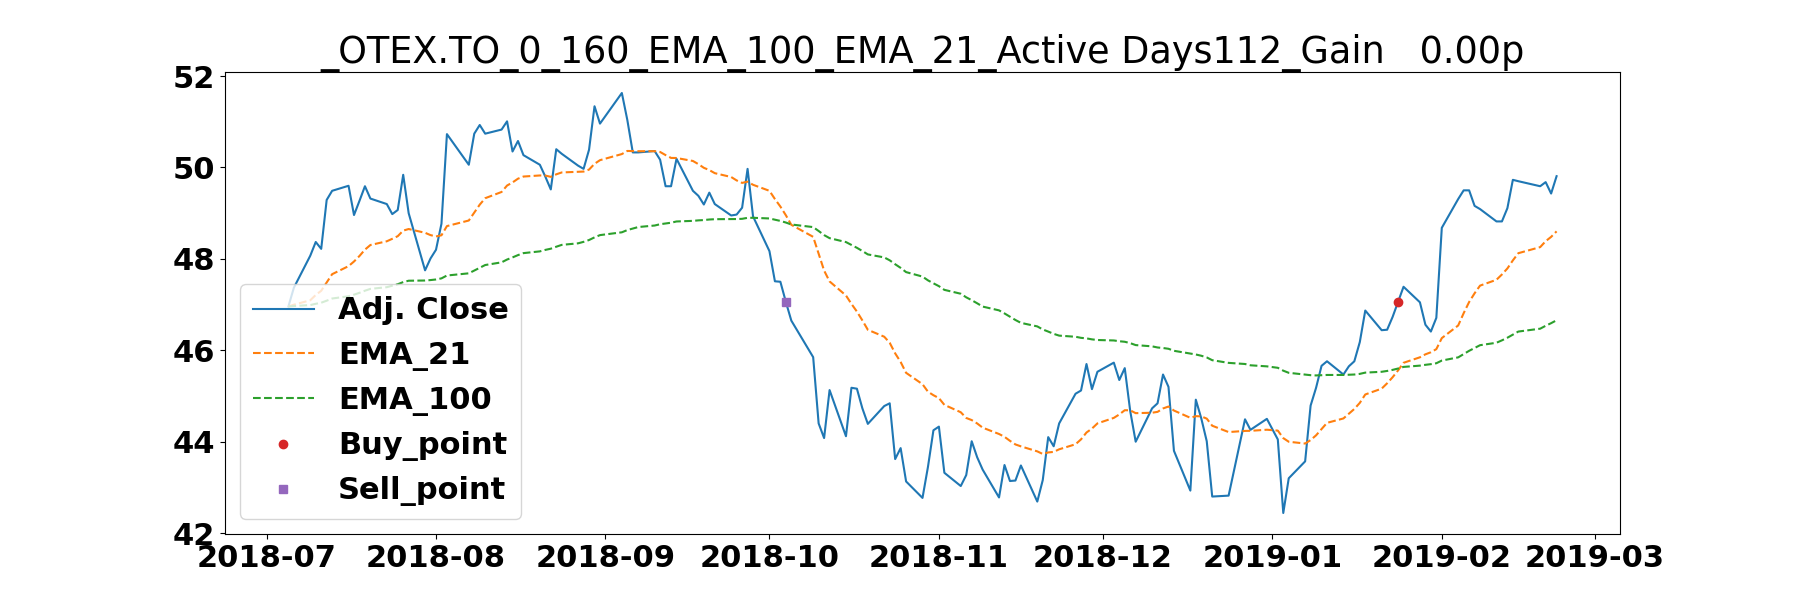 _OTEX.TO_0_160_EMA_100_EMA_21_Active Days112_Gain   0.00p
52
50
48
46
44
42
Adj. Close
EMA_21
EMA_100
Buy_point
Sell_point
2018-07 2018-08 2018-09 2018-10 2018-11 2018-12 2019-01 2019-02 2019-03